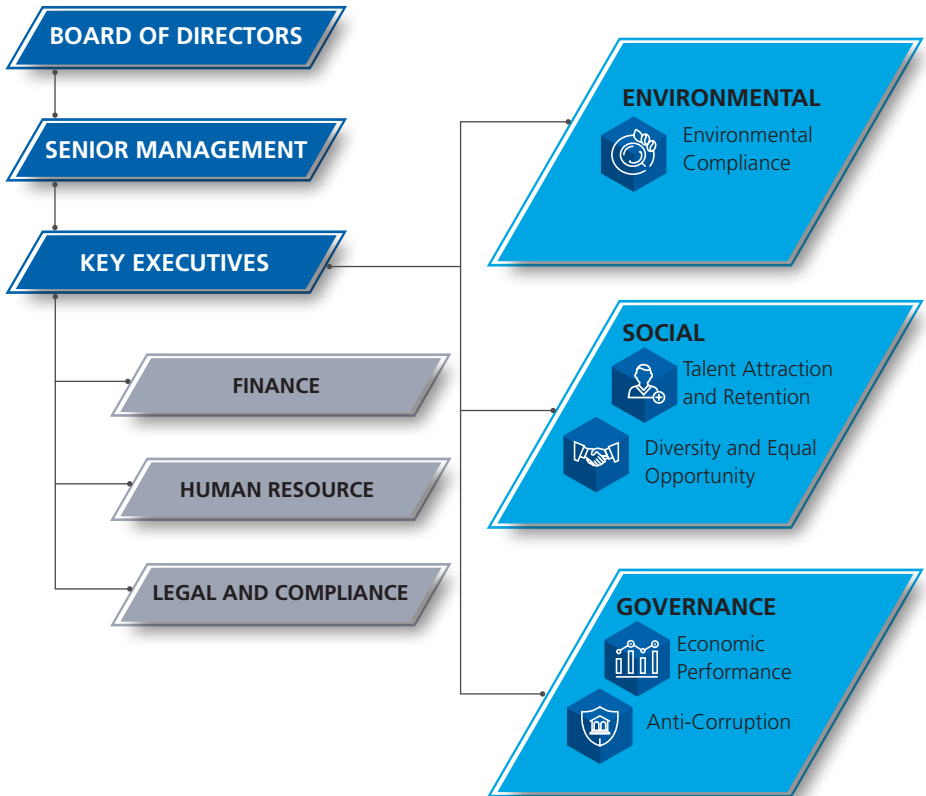 BOARD OF DIRECTORS
SENIOR MANAGEMENT
KEY EXECUTIVES
FINANCE
HUMAN RESOURCE
LEGAL AND COMPLIANCE
ENVIRONMENTAL
Environmental
Compliance
SOCIAL
Talent Attraction
and Retention
Diversity and Equal
Opportunity
GOVERNANCE
Economic
Performance
Anti-Corruption